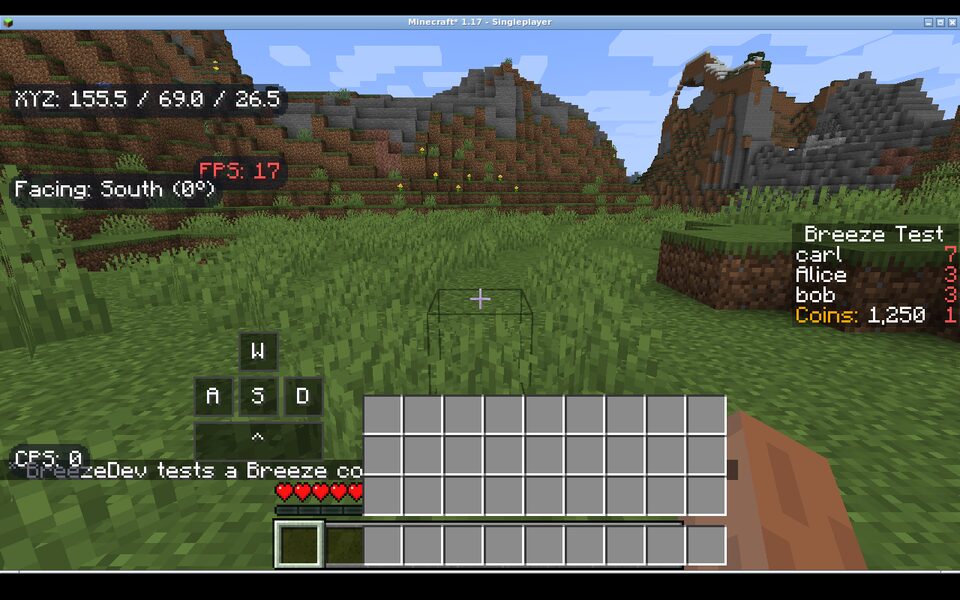 Minecraft* 1.17 - Singleplayer
XYZ: 155.5 / 69.0 / 26.5
FPS: 17
Facing: South (0°)
Breeze Test
carl 7
Alice 3
bob 3
Coins: 1,250 1
W
A S D
^
CPS: 0
* BreezeDev tests a Breeze co